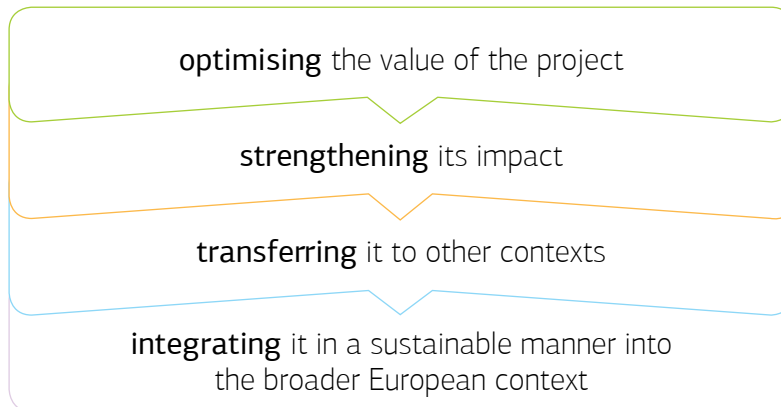 optimising the value of the project
strengthening its impact
transferring it to other contexts
integrating it in a sustainable manner into
the broader European context